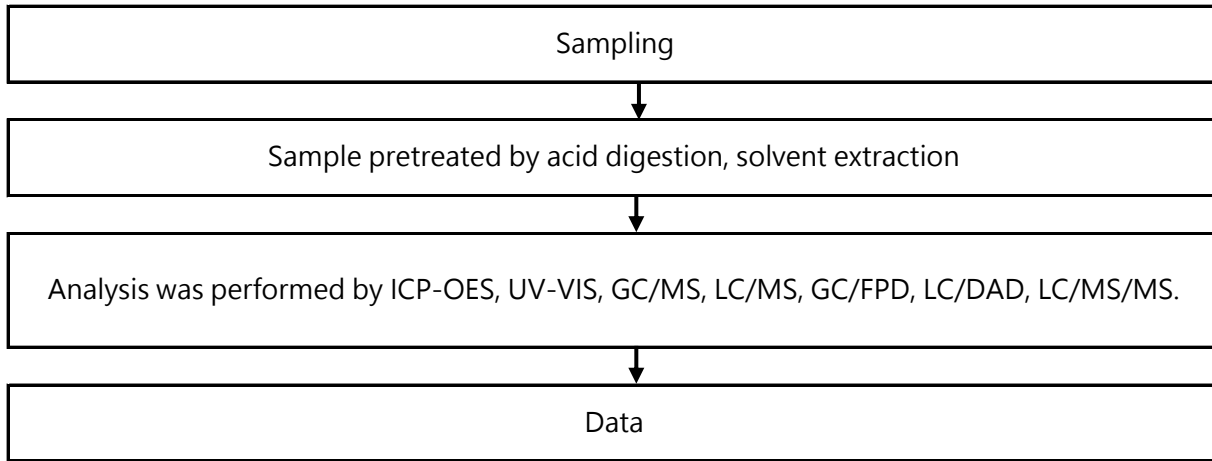 Sampling
Sample pretreated by acid digestion, solvent extraction
Analysis was performed by ICP-OES, UV-VIS, GC/MS, LC/MS, GC/FPD, LC/DAD, LC/MS/MS.
Data